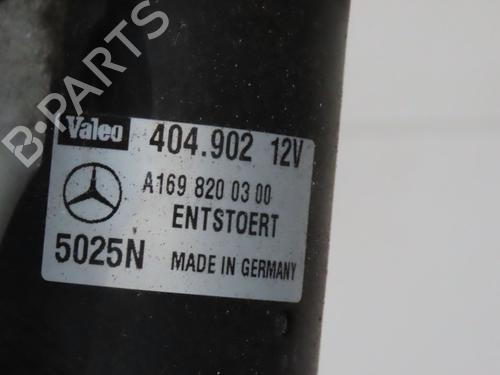 B-PARTS
Valeo 404.902 12V
A169 820 03 00
ENTSTOERT
5025N MADE IN GERMANY